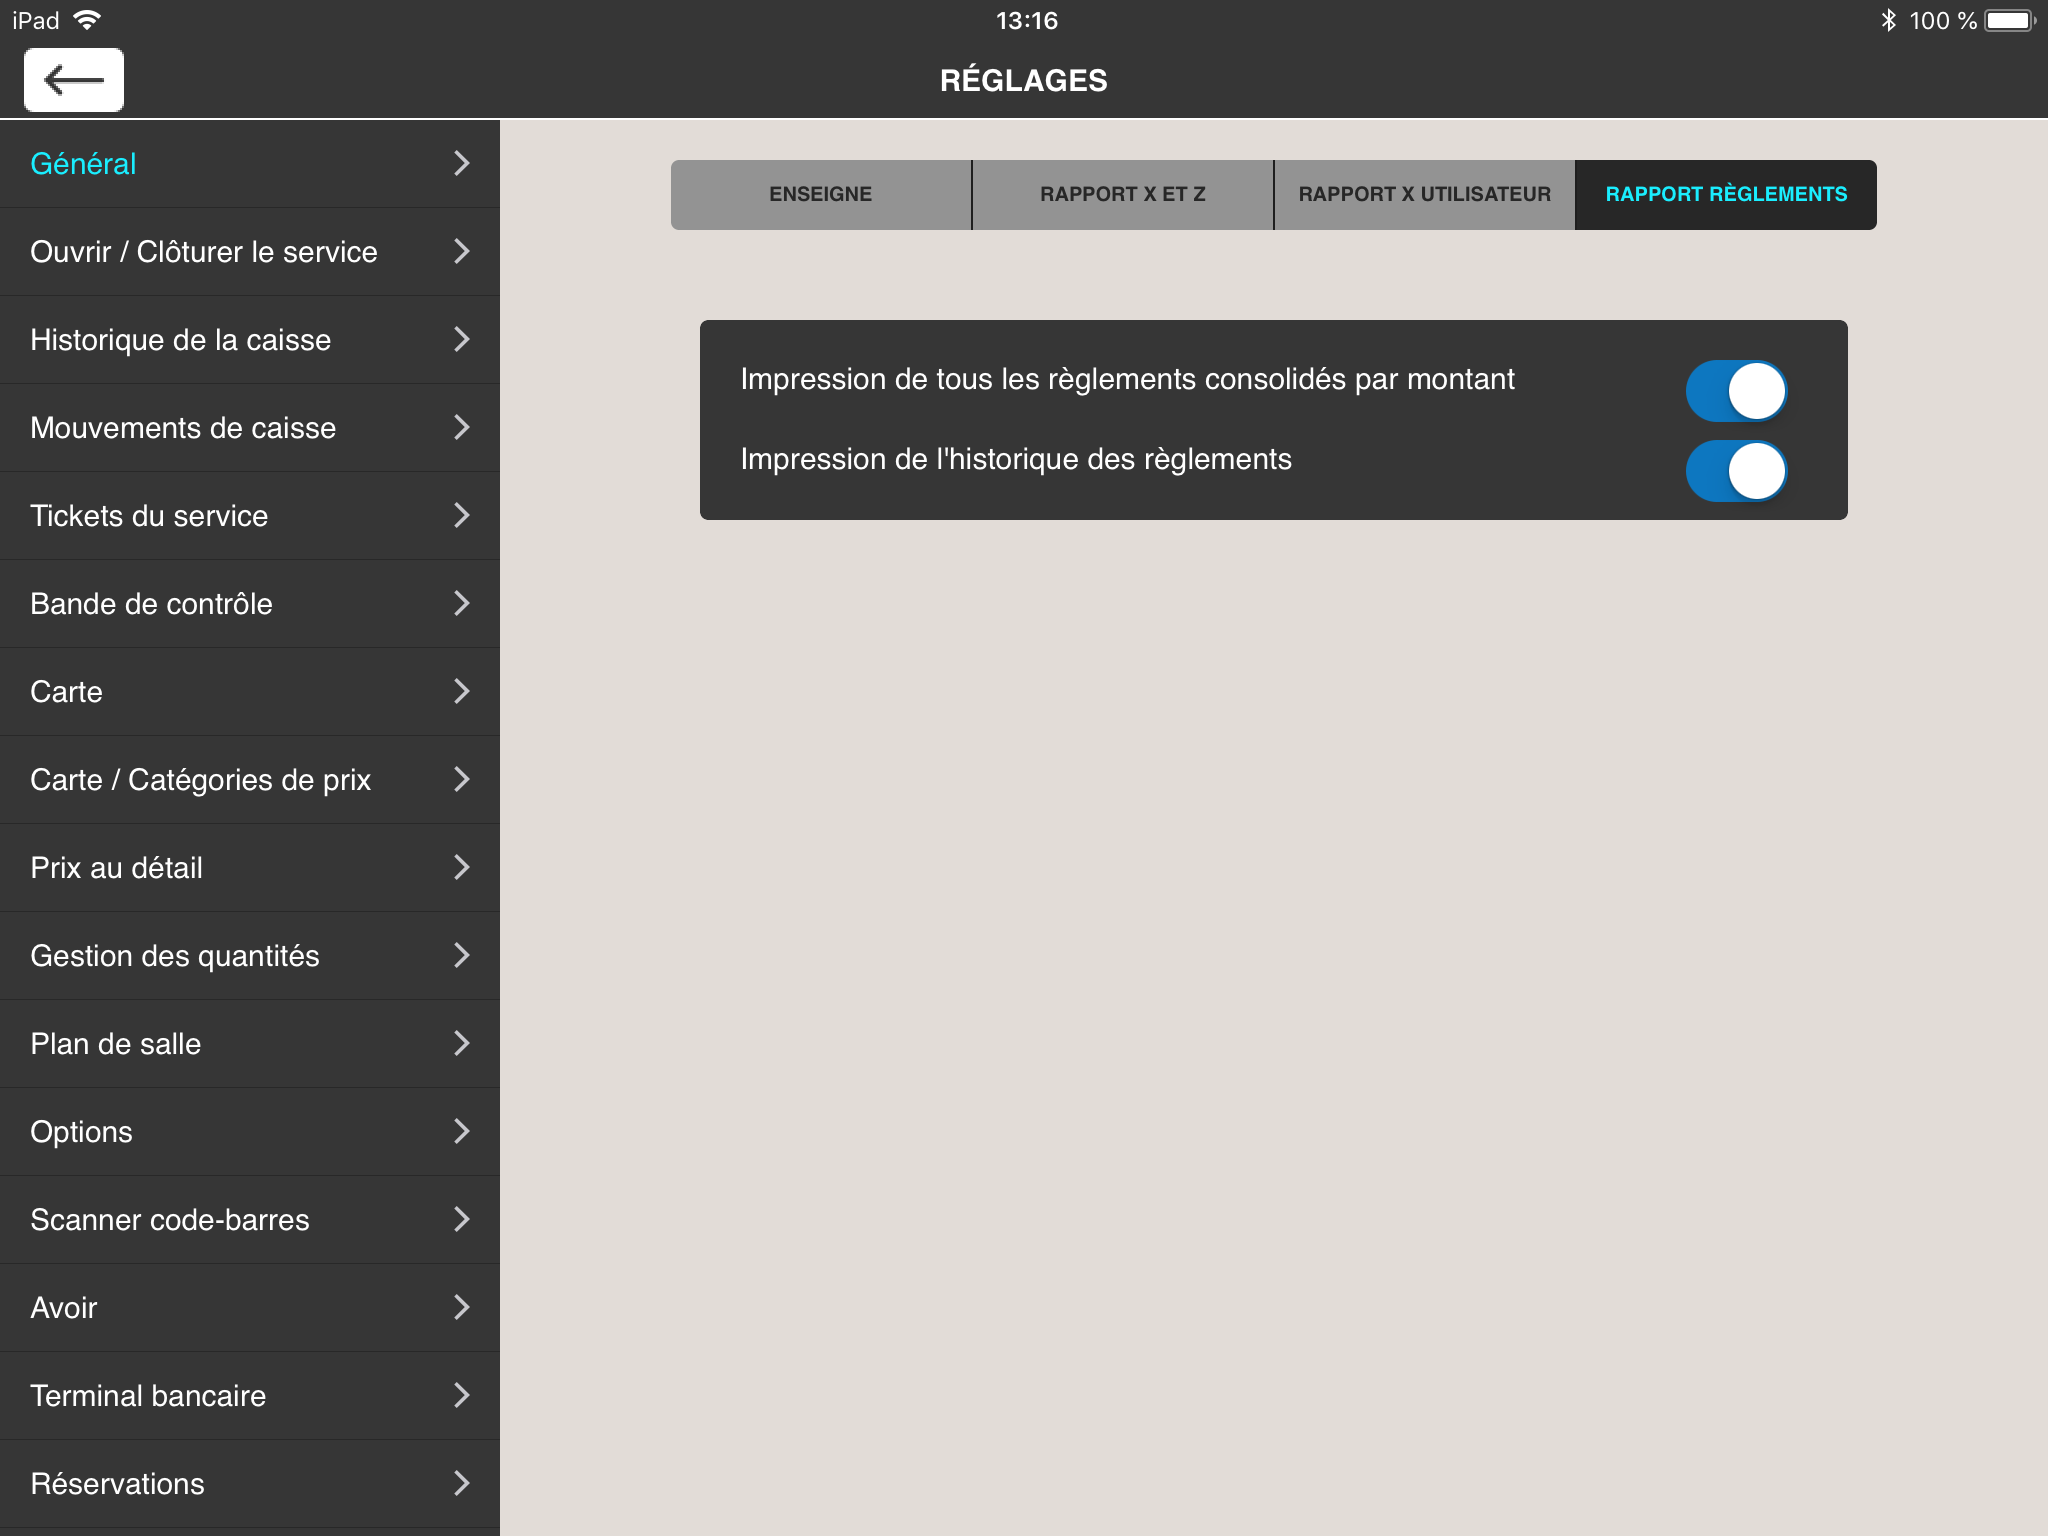 iPad
13:16
100 %
RÉGLAGES
Général
Ouvrir / Clôturer le service
Historique de la caisse
Mouvements de caisse
Tickets du service
Bande de contrôle
Carte
Carte / Catégories de prix
Prix au détail
Gestion des quantités
Plan de salle
Options
Scanner code-barres
Avoir
Terminal bancaire
Réservations
ENSEIGNE
RAPPORT X ET Z
RAPPORT X UTILISATEUR
RAPPORT RÈGLEMENTS
Impression de tous les règlements consolidés par montant
Impression de l'historique des règlements